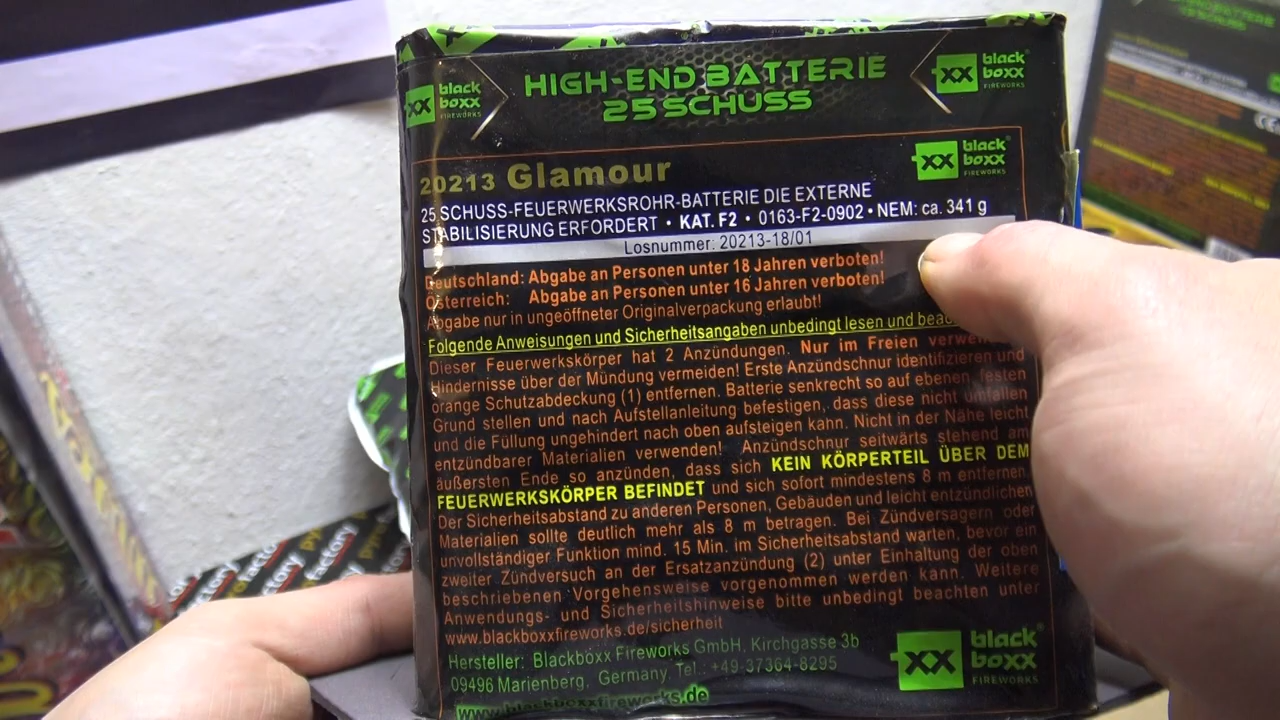 black boxx FIREWORKS
HIGH-END BATTERIE
25 SCHUSS
black boxx FIREWORKS
20213 Glamour
black boxx FIREWORKS
25 SCHUSS-FEUERWERKSROHR-BATTERIE DIE EXTERNE
STABILISIERUNG ERFORDERT • KAT. F2 • 0163-F2-0902 • NEM: ca. 341 g
Losnummer: 20213-18/01
Deutschland: Abgabe an Personen unter 18 Jahren verboten!
Österreich: Abgabe an Personen unter 16 Jahren verboten!
Abgabe nur in ungeöffneter Originalverpackung erlaubt!
Folgende Anweisungen und Sicherheitsangaben unbedingt lesen und
Dieser Feuerwerkskörper hat 2 Anzündungen. Nur im Freien
Hindernisse über der Mündung vermeiden! Erste Anzündschnur identifizieren und
orange Schutzabdeckung (1) entfernen. Batterie senkrecht so auf ebenen festen
Grund stellen und nach Aufstellanleitung befestigen, dass diese nicht umfallen
und die Füllung ungehindert nach oben aufsteigen kann. Nicht in der Nähe leicht
entzündbarer Materialien verwenden! Anzündschnur seitwärts stehend am
äußersten Ende so anzünden, dass sich KEIN KÖRPERTEIL ÜBER DEM
FEUERWERKSKÖRPER BEFINDET und sich sofort mindestens 8 m entfernen.
Der Sicherheitsabstand zu anderen Personen, Gebäuden und leicht entzündlichen
Materialien sollte deutlich mehr als 8 m betragen. Bei Zündversagern oder
unvollständiger Funktion mind. 15 Min. im Sicherheitsabstand warten, bevor ein
zweiter Zündversuch an der Ersatzanzündung (2) unter Einhaltung der oben
beschriebenen Vorgehensweise vorgenommen werden kann. Weitere
Anwendungs- und Sicherheitshinweise bitte unbedingt beachten unter
www.blackboxxfireworks.de/sicherheit
Hersteller: Blackboxx Fireworks GmbH, Kirchgasse 3b
09496 Marienberg, Germany, Tel.: +49-37364-8295
www.blackboxxfireworks.de
black boxx FIREWORKS